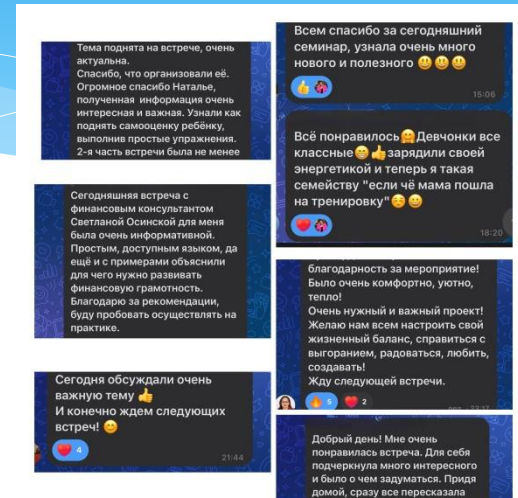 Тема поднята на встрече, очень
актуальна.
Спасибо, что организовали её.
Огромное спасибо Наталье,
полученная информация очень
интересная и важная. Узнали как
поднять самооценку ребёнку,
выполнив простые упражнения.
2-я часть встречи была не менее
Сегодняшняя встреча с
финансовым консультантом
Светланой Осинской для меня
была очень информативной.
Простым, доступным языком, да
ещё и с примерами объяснили
для чего нужно развивать
финансовую грамотность.
Благодарю за рекомендации,
буду пробовать осуществлять на
практике.
Сегодня обсуждали очень
важную тему 👍
И конечно ждем следующих
встреч! 😊
4
21:44
Всем спасибо за сегодняшний
семинар, узнала очень много
нового и полезного 😃😃😃
15:06
Всё понравилось🤗Девчонки все
классные😁👍зарядили своей
энергетикой и теперь я такая
семейству "если чё мама пошла
на тренировку"☺️😀
18:20
благодарность за мероприятие!
Было очень комфортно, уютно,
тепло!
Очень нужный и важный проект!
Желаю нам всем настроить свой
жизненный баланс, справиться с
выгоранием, радоваться, любить,
создавать!
Жду следующей встречи.
5 2
Добрый день! Мне очень
понравилась встреча. Для себя
подчеркнула много интересного
и было о чем задуматься. Придя
домой, сразу все пересказала